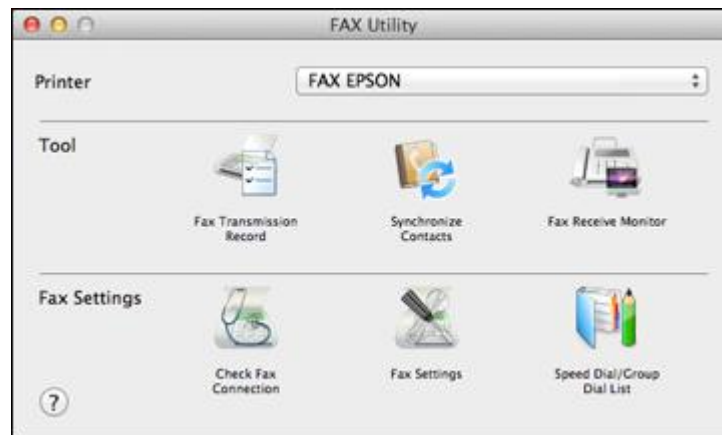 FAX Utility
Printer
FAX EPSON
Tool
Fax Transmission
Record
Synchronize
Contacts
Fax Receive Monitor
Fax Settings
Check Fax
Connection
Fax Settings
Speed Dial/Group
Dial List
?